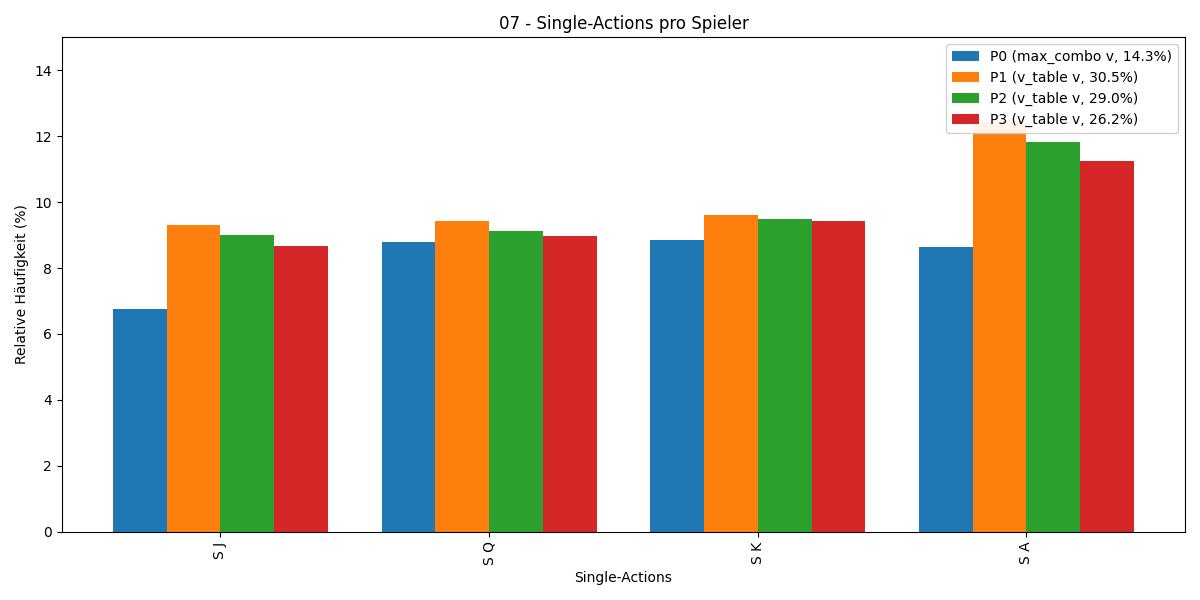 07 - Single-Actions pro Spieler
P0 (max_combo v, 14.3%)
P1 (v_table v, 30.5%)
P2 (v_table v, 29.0%)
P3 (v_table v, 26.2%)
Relative Häufigkeit (%)
14
12
10
8
6
4
2
0
S J
S Q
S K
S A
Single-Actions